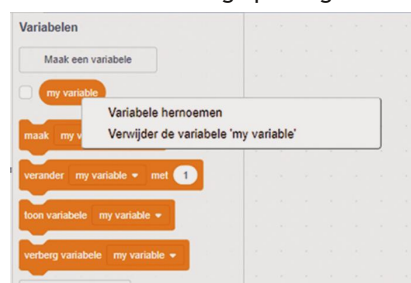 Variabelen
Maak een variabele
my variable
Variabele hernoemen
Verwijder de variabele 'my variable'
maak my v
verander my variable met 1
toon variabele my variable
verberg variabele my variable